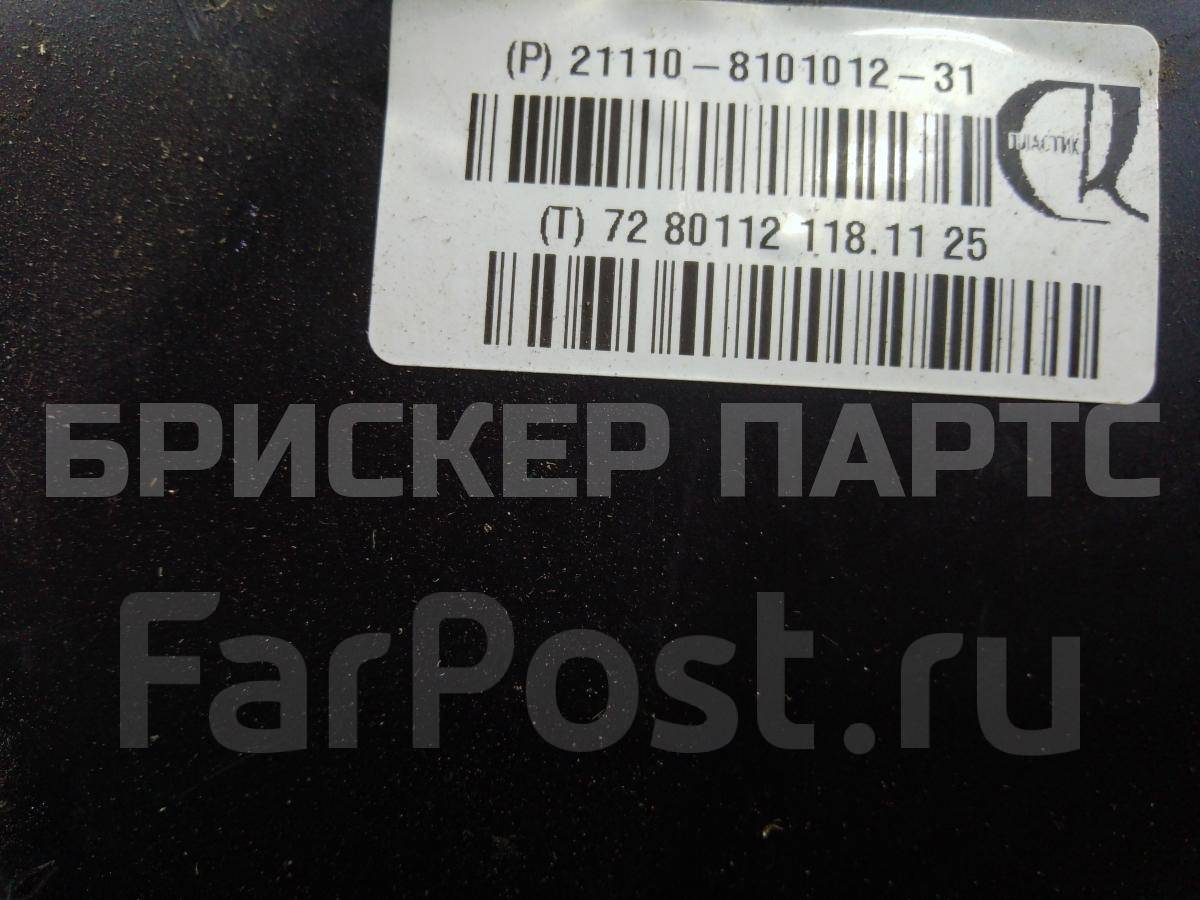 (P) 21110-8101012-31
ПЛАСТИК
(T) 72 80112 118.11 25
БРИСКЕР ПАРТС
FarPost.ru